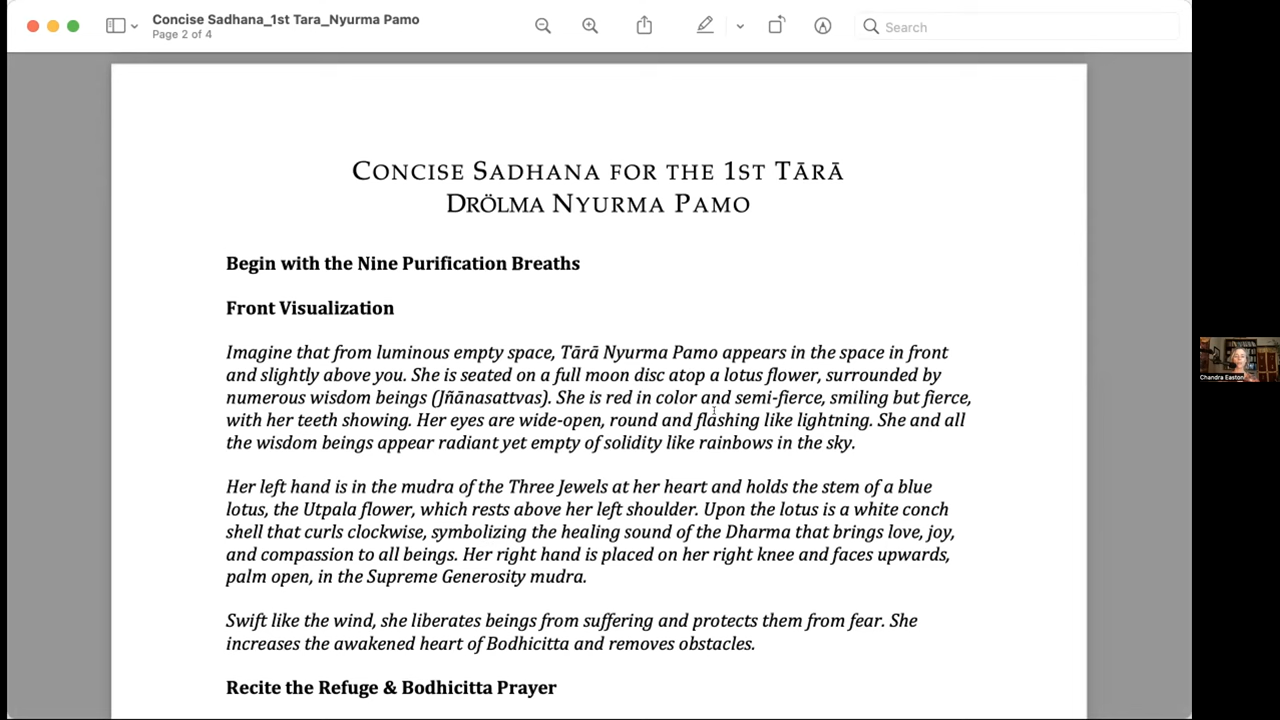 Concise Sadhana_1st Tara_Nyurma Pamo
Page 2 of 4
Search
Concise Sadhana for the 1st Tārā
Drölma Nyurma Pamo
Begin with the Nine Purification Breaths
Front Visualization
Imagine that from luminous empty space, Tārā Nyurma Pamo appears in the space in front
and slightly above you. She is seated on a full moon disc atop a lotus flower, surrounded by
numerous wisdom beings (Jñānasattvas). She is red in color and semi-fierce, smiling but fierce,
with her teeth showing. Her eyes are wide-open, round and flashing like lightning. She and all
the wisdom beings appear radiant yet empty of solidity like rainbows in the sky.
Her left hand is in the mudra of the Three Jewels at her heart and holds the stem of a blue
lotus, the Utpala flower, which rests above her left shoulder. Upon the lotus is a white conch
shell that curls clockwise, symbolizing the healing sound of the Dharma that brings love, joy,
and compassion to all beings. Her right hand is placed on her right knee and faces upwards,
palm open, in the Supreme Generosity mudra.
Swift like the wind, she liberates beings from suffering and protects them from fear. She
increases the awakened heart of Bodhicitta and removes obstacles.
Recite the Refuge & Bodhicitta Prayer
Chandra Easton